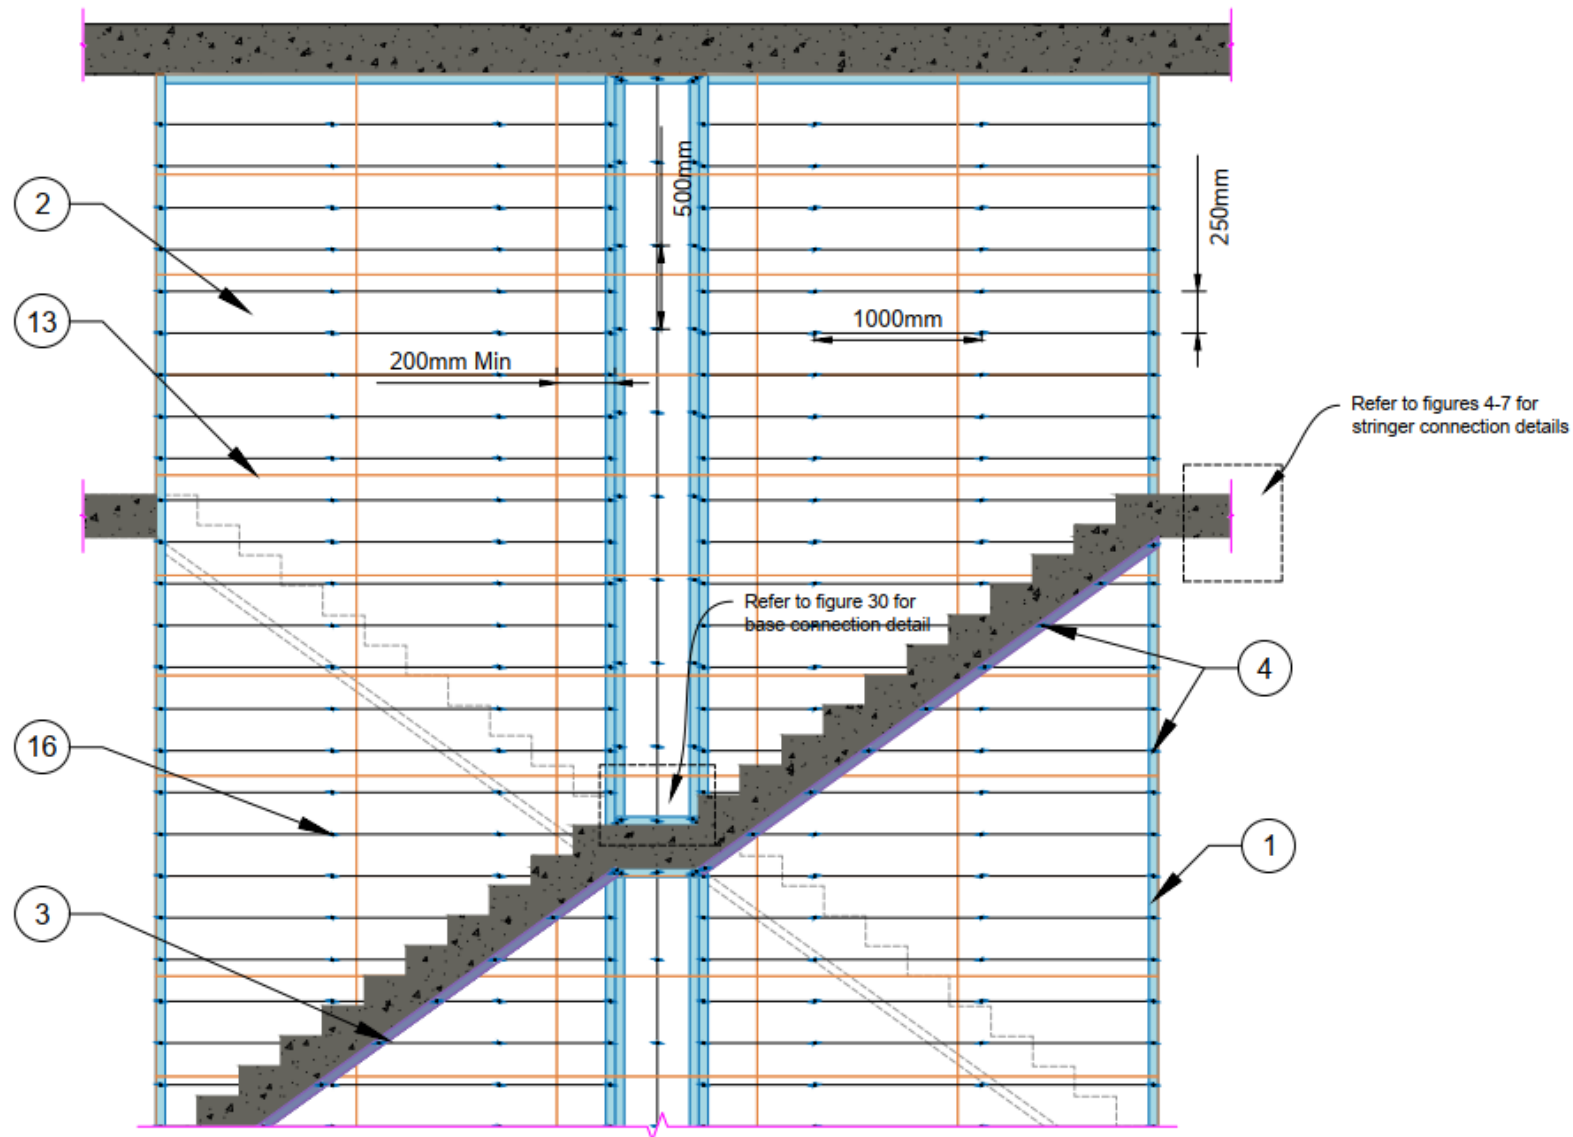 500mm
2
250mm
13
1000mm
200mm Min
Refer to figures 4-7 for
stringer connection details
Refer to figure 30 for
base connection detail
4
16
1
3